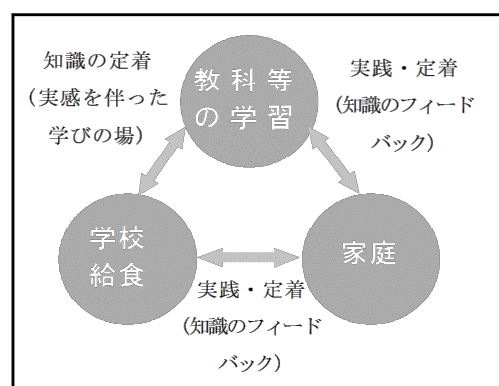 知識の定着
(実感を伴った
学びの場)
教科等
の学習
実践・定着
(知識のフィード
バック)
学校
給食
家庭
実践・定着
(知識のフィード
バック)